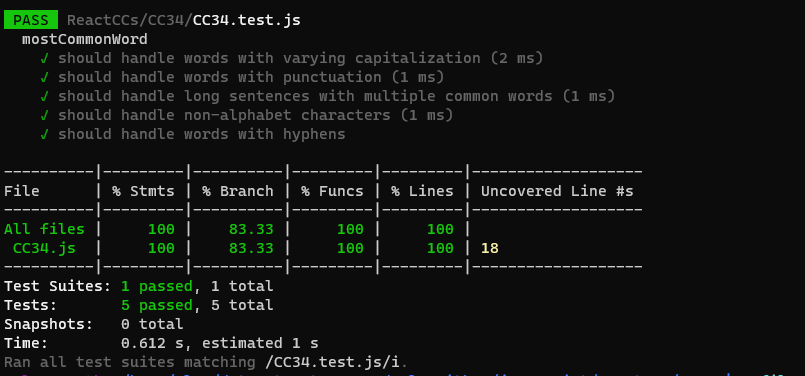 PASS ReactCCs/CC34/CC34.test.js
mostCommonWord
✓ should handle words with varying capitalization (2 ms)
✓ should handle words with punctuation (1 ms)
✓ should handle long sentences with multiple common words (1 ms)
✓ should handle non-alphabet characters (1 ms)
✓ should handle words with hyphens
----------|---------|----------|---------|---------|-------------------
File      | % Stmts | % Branch | % Funcs | % Lines | Uncovered Line #s
----------|---------|----------|---------|---------|-------------------
All files |     100 |    83.33 |     100 |     100 |
 CC34.js  |     100 |    83.33 |     100 |     100 | 18
----------|---------|----------|---------|---------|-------------------
Test Suites: 1 passed, 1 total
Tests:       5 passed, 5 total
Snapshots:   0 total
Time:        0.612 s, estimated 1 s
Ran all test suites matching /CC34.test.js/i.